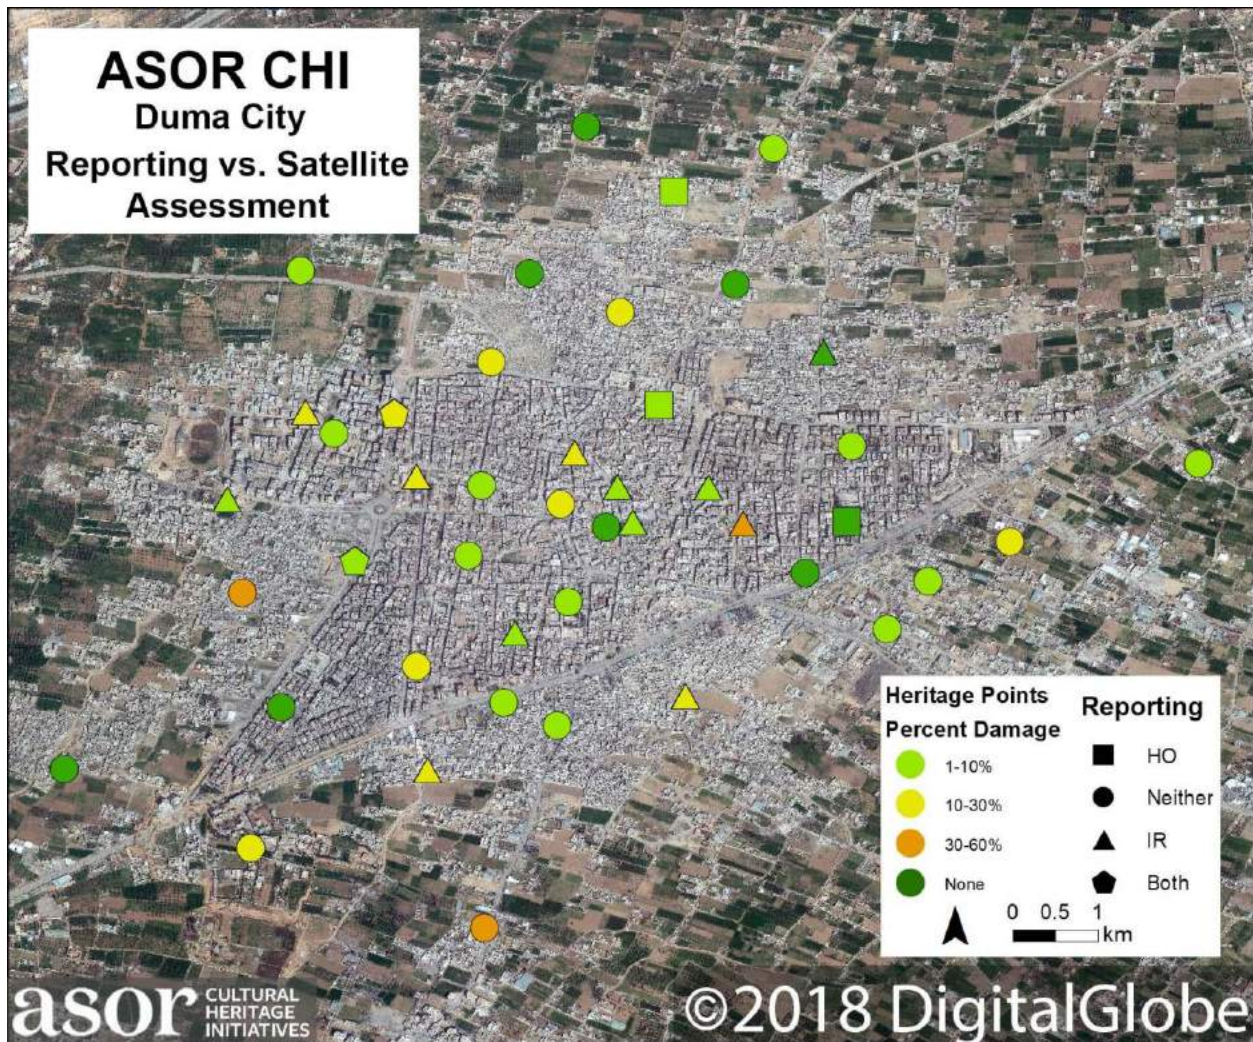 ASOR CHI
Duma City
Reporting vs. Satellite
Assessment
Heritage Points
Percent Damage
1-10%
10-30%
30-60%
None
Reporting
HO
Neither
IR
Both
0 0.5 1
km
asor CULTURAL
HERITAGE
INITIATIVES
©2018 DigitalGlobe